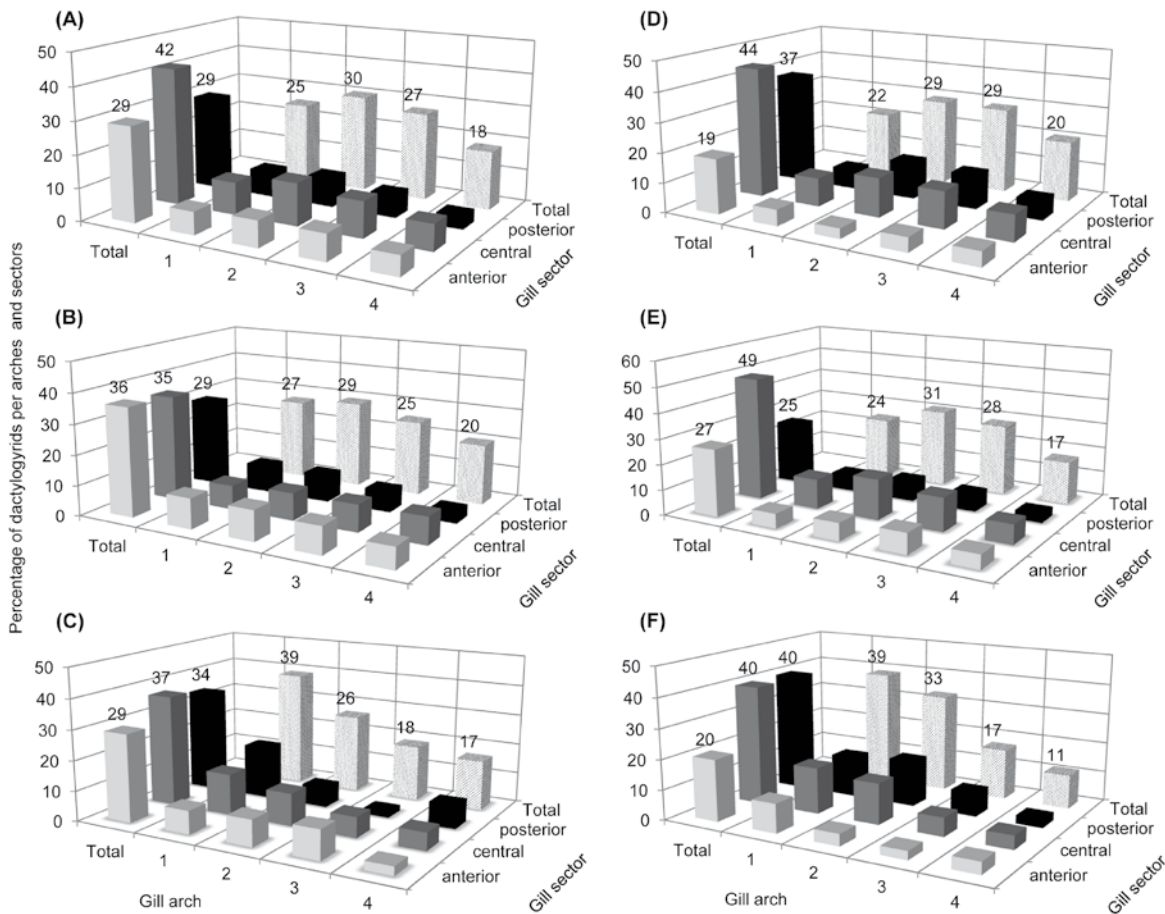 Percentage of dactylogyrids per arches and sectors
(A)
50
40
30
20
10
0
29
42
29
25
30
27
18
Total
1
2
3
4
anterior
central
posterior
Total
Gill sector
(D)
50
40
30
20
10
0
19
44
37
22
29
29
20
Total
1
2
3
4
anterior
central
posterior
Total
Gill sector
(B)
50
40
30
20
10
0
36
35
29
27
29
25
20
Total
1
2
3
4
anterior
central
posterior
Total
Gill sector
(E)
60
50
40
30
20
10
0
27
49
25
24
31
28
17
Total
1
2
3
4
anterior
central
posterior
Total
Gill sector
(C)
50
40
30
20
10
0
29
37
34
39
26
18
17
Total
1
2
3
4
anterior
central
posterior
Total
Gill arch
Gill sector
(F)
50
40
30
20
10
0
20
40
40
39
33
17
11
Total
1
2
3
4
anterior
central
posterior
Total
Gill arch
Gill sector